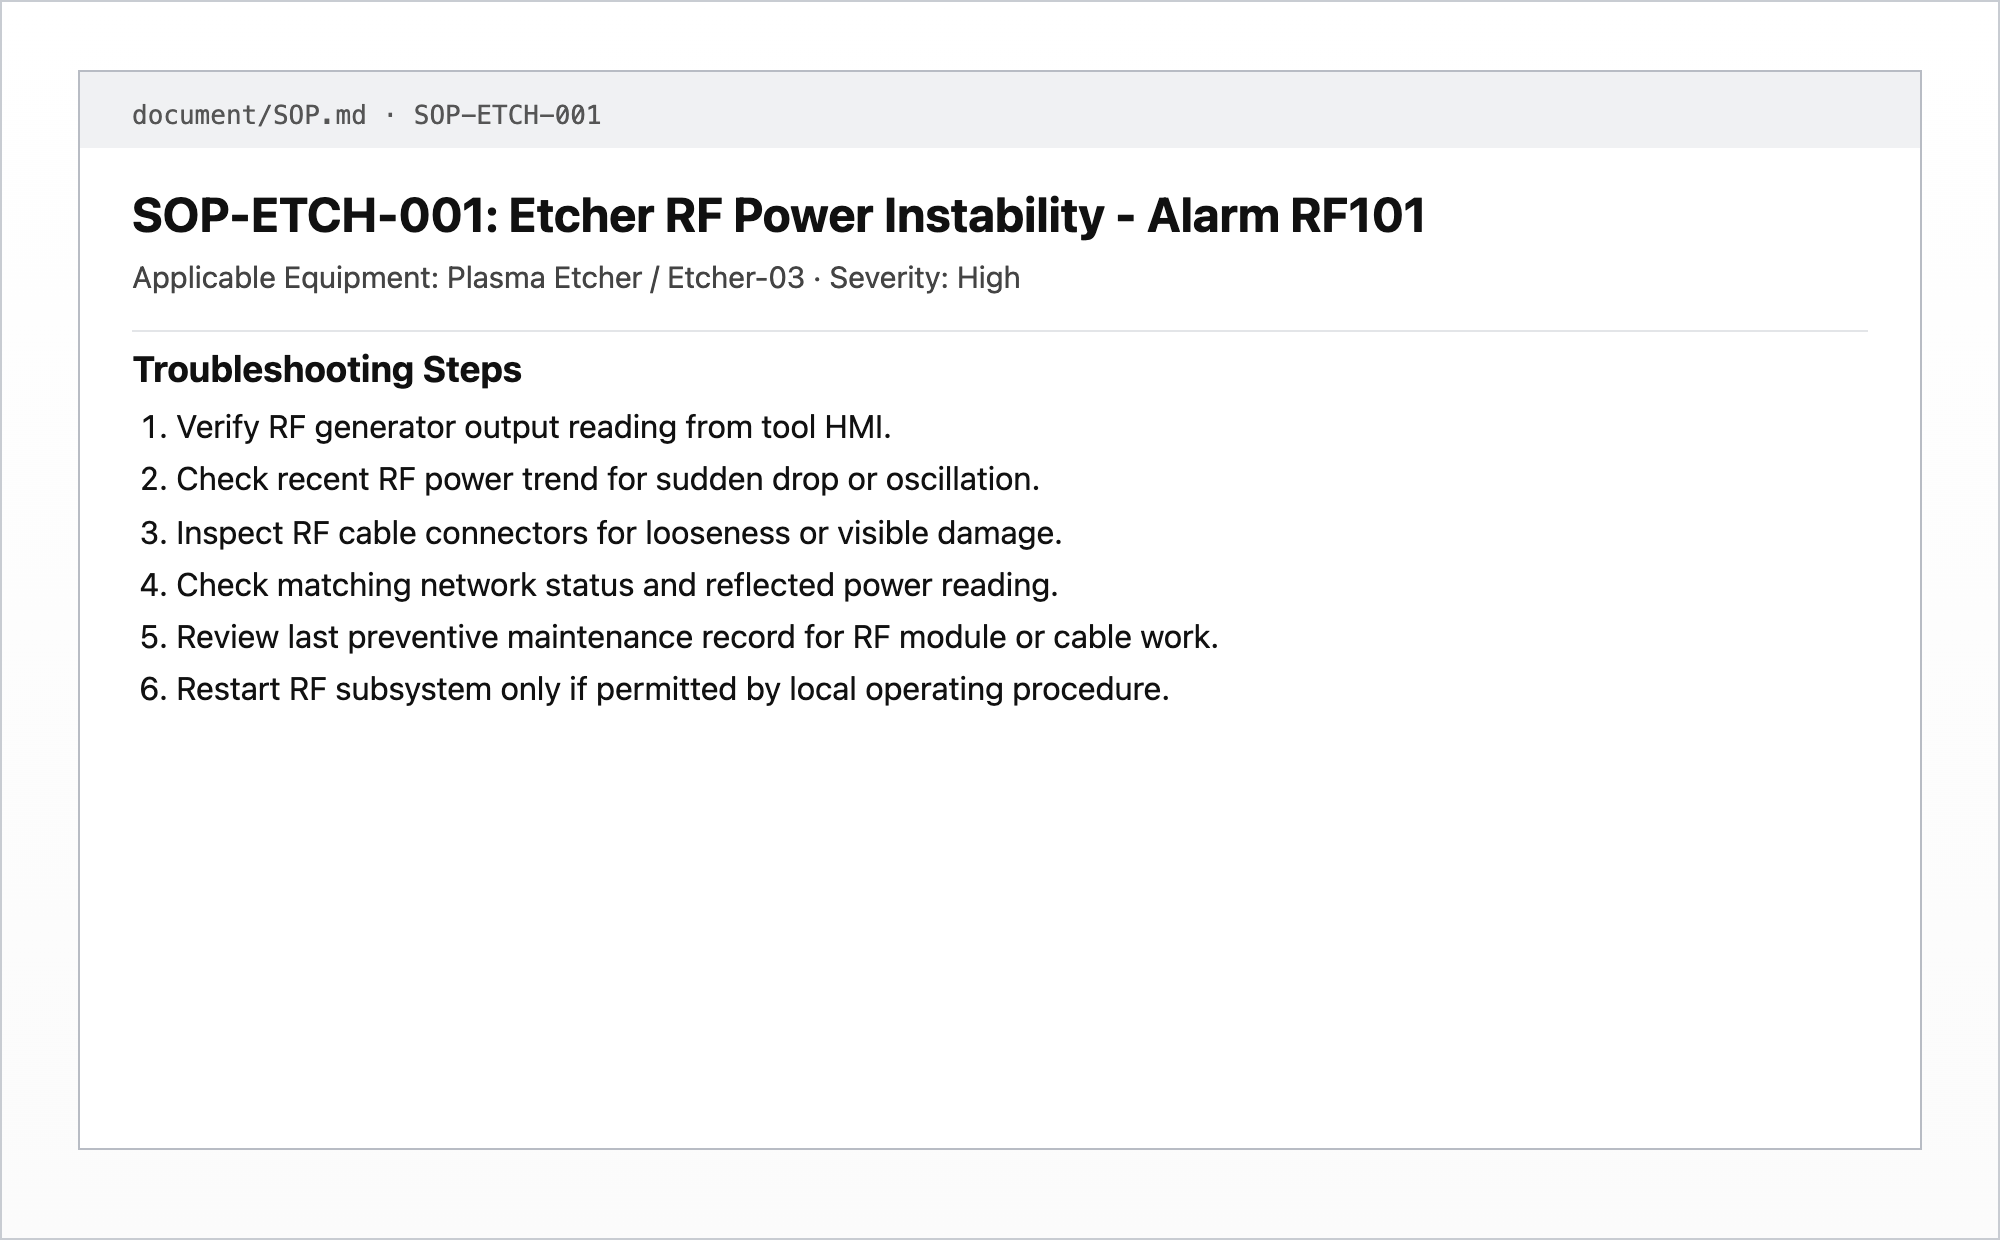 document/SOP.md · SOP-ETCH-001
SOP-ETCH-001: Etcher RF Power Instability - Alarm RF101
Applicable Equipment: Plasma Etcher / Etcher-03 · Severity: High
Troubleshooting Steps
1. Verify RF generator output reading from tool HMI.
2. Check recent RF power trend for sudden drop or oscillation.
3. Inspect RF cable connectors for looseness or visible damage.
4. Check matching network status and reflected power reading.
5. Review last preventive maintenance record for RF module or cable work.
6. Restart RF subsystem only if permitted by local operating procedure.